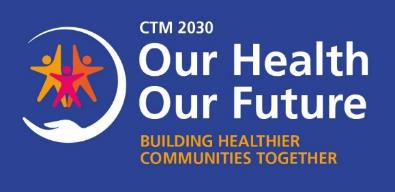 CTM 2030
Our Health
Our Future
BUILDING HEALTHIER
COMMUNITIES TOGETHER